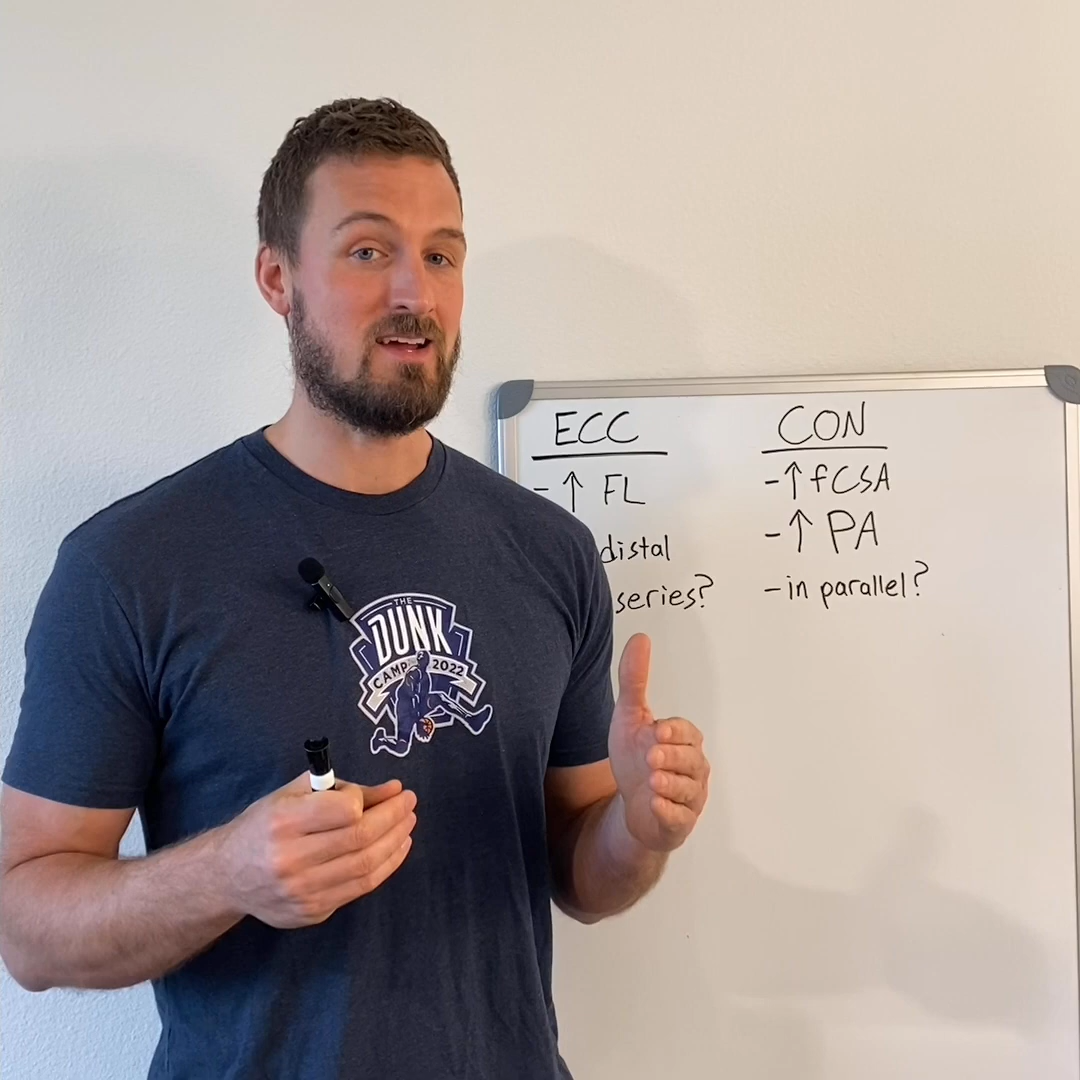 ECC
- ↑ FL
distal
series?
CON
- ↑ fCSA
- ↑ PA
- in parallel?
THE
DUNK
CAMP 2022